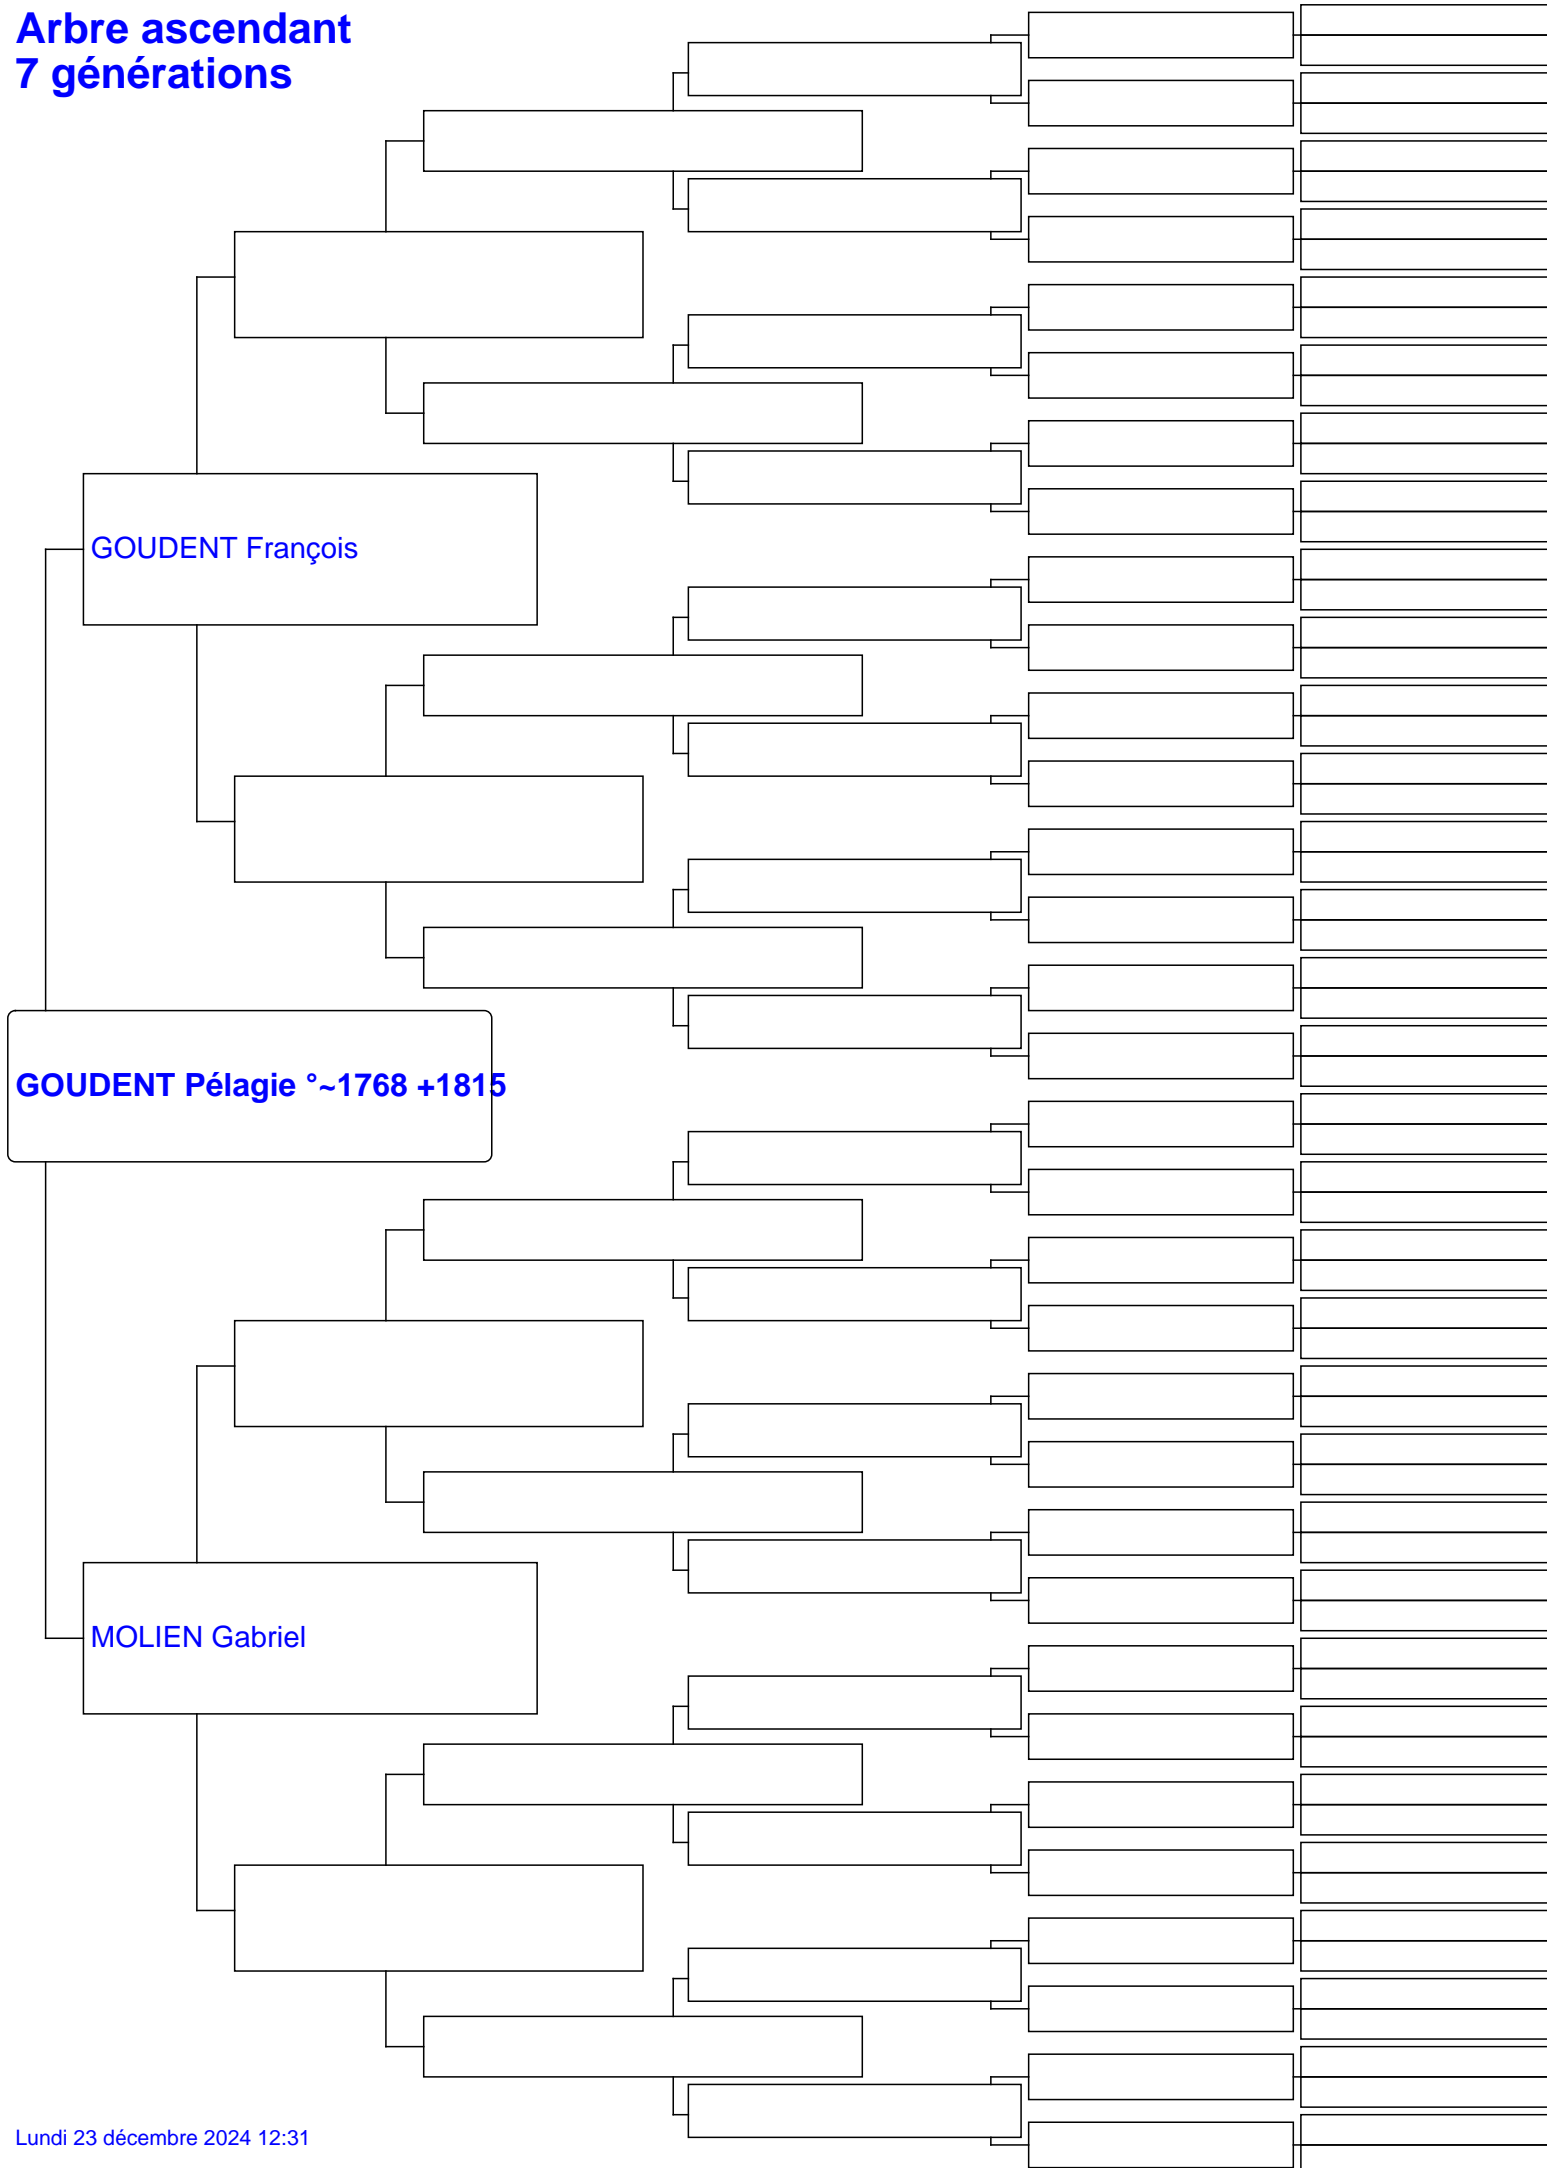 Arbre ascendant
7 générations
GOUDENT François
GOUDENT Pélagie °~1768 +1815
MOLIEN Gabriel
Lundi 23 décembre 2024 12:31